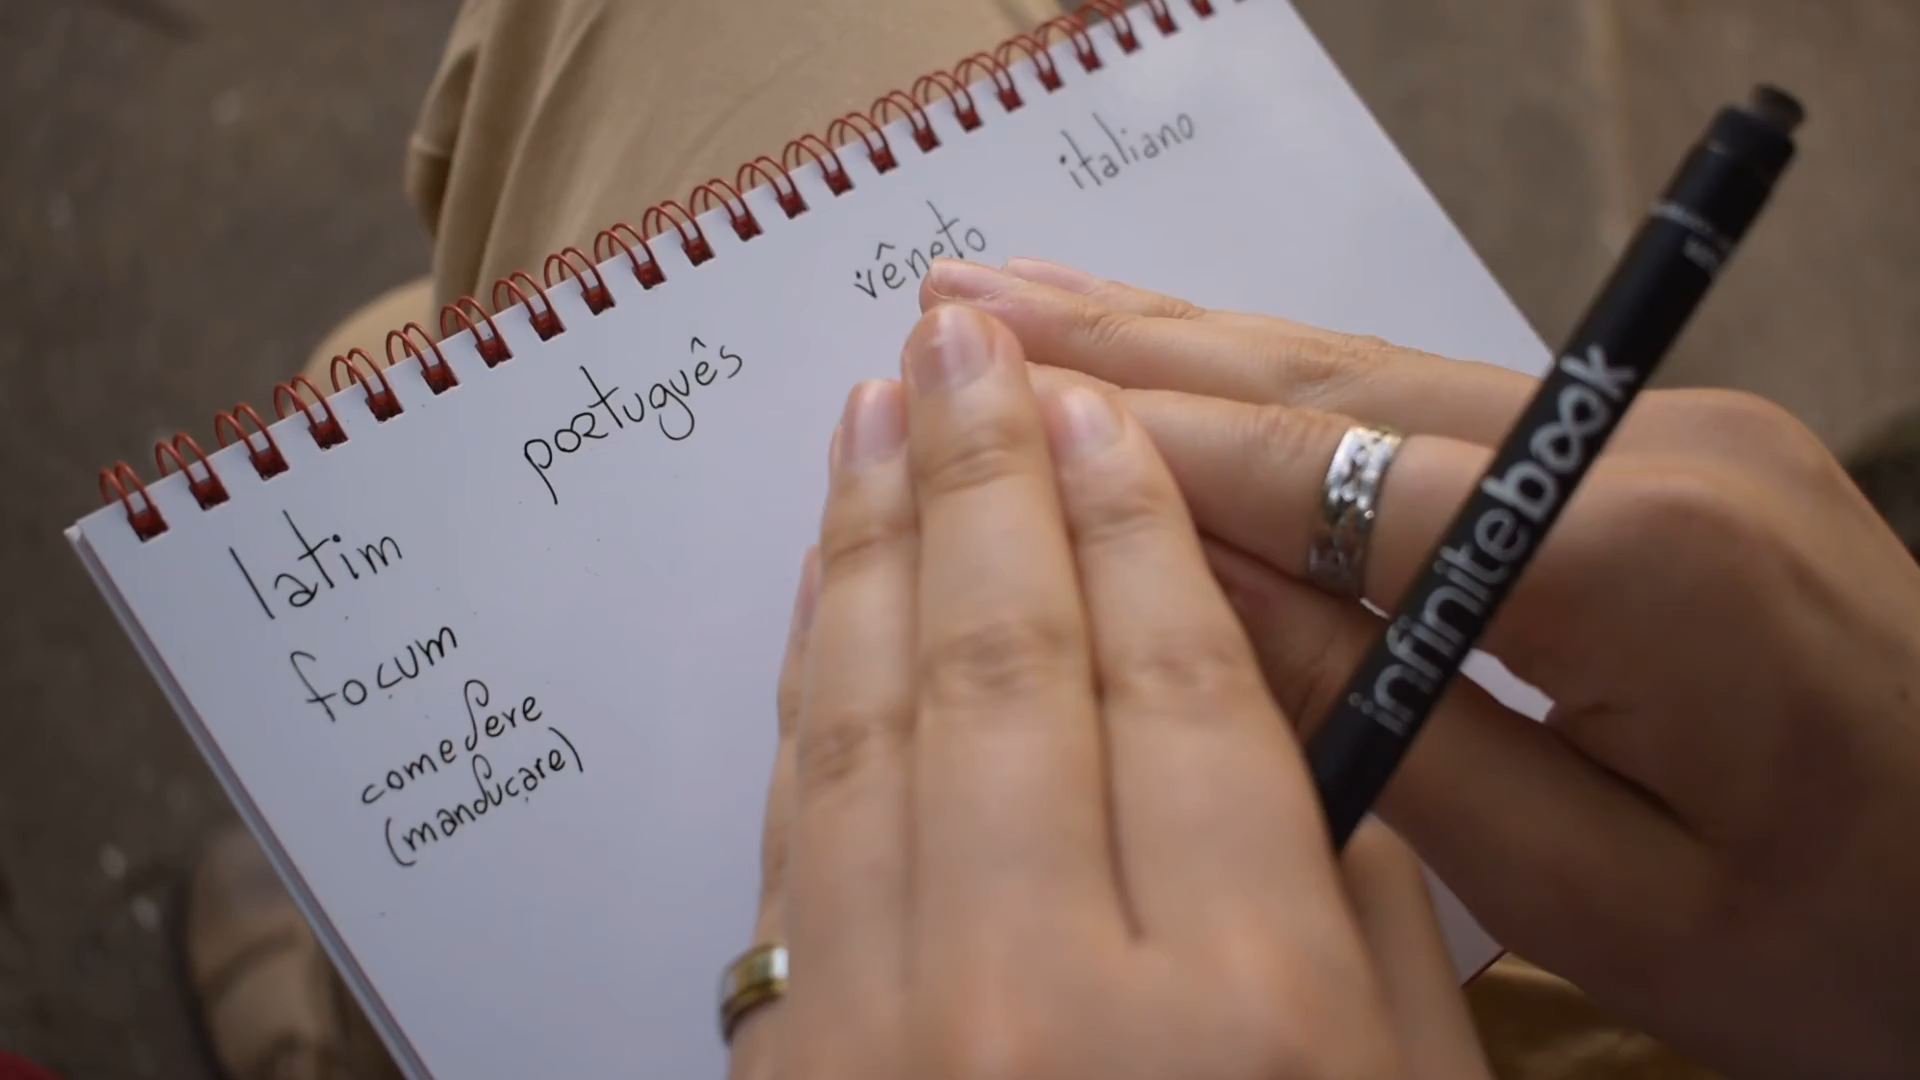 latim português vêneto italiano
focum
comedere
(manducare)
infinitebook